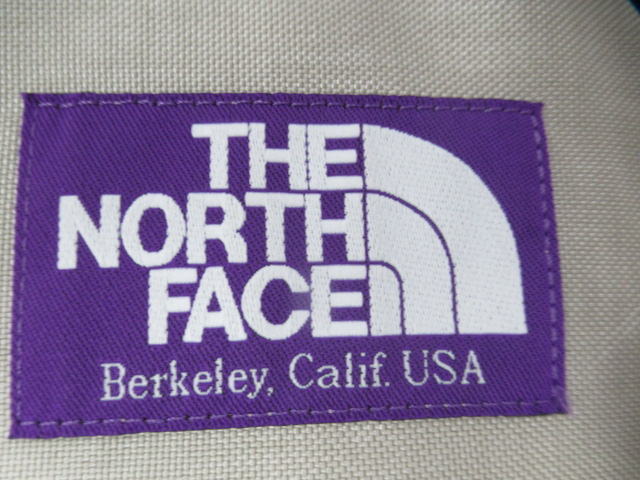 THE
NORTH
FACE
Berkeley, Calif. USA